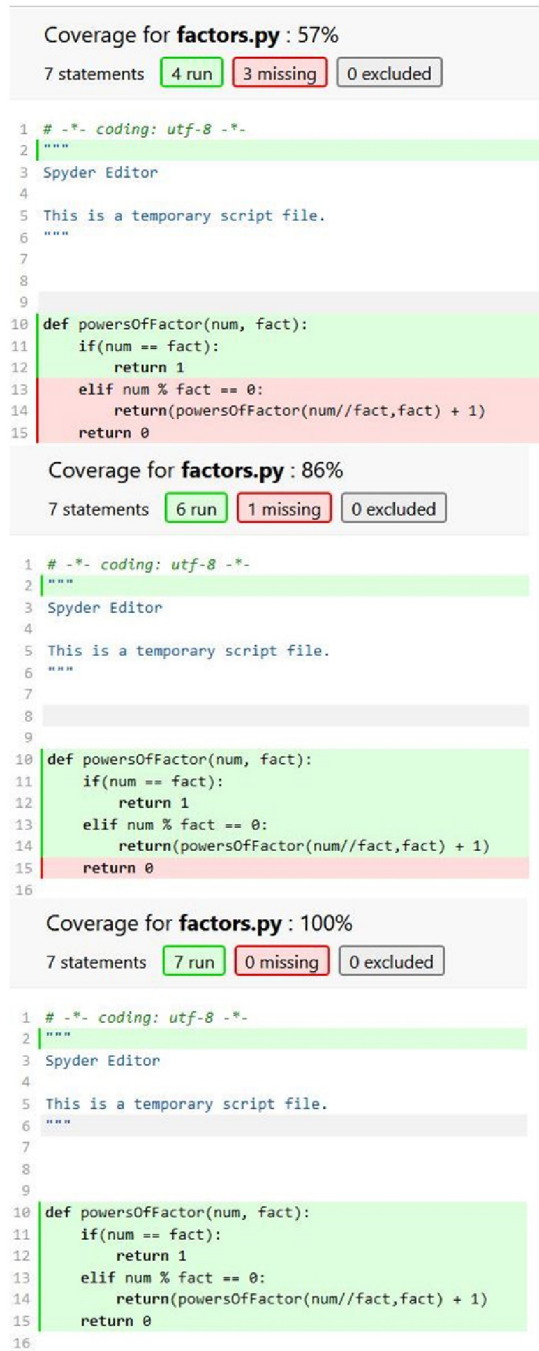 Coverage for factors.py : 57%
7 statements 4 run 3 missing 0 excluded
1 # -*- coding: utf-8 -*-
2 """
3 Spyder Editor
4
5 This is a temporary script file.
6 """
7
8
9
10 def powersOfFactor(num, fact):
11     if(num == fact):
12         return 1
13     elif num % fact == 0:
14         return(powersOfFactor(num//fact,fact) + 1)
15     return 0
Coverage for factors.py : 86%
7 statements 6 run 1 missing 0 excluded
1 # -*- coding: utf-8 -*-
2 """
3 Spyder Editor
4
5 This is a temporary script file.
6 """
7
8
9
10 def powersOfFactor(num, fact):
11     if(num == fact):
12         return 1
13     elif num % fact == 0:
14         return(powersOfFactor(num//fact,fact) + 1)
15     return 0
16
Coverage for factors.py : 100%
7 statements 7 run 0 missing 0 excluded
1 # -*- coding: utf-8 -*-
2 """
3 Spyder Editor
4
5 This is a temporary script file.
6 """
7
8
9
10 def powersOfFactor(num, fact):
11     if(num == fact):
12         return 1
13     elif num % fact == 0:
14         return(powersOfFactor(num//fact,fact) + 1)
15     return 0
16